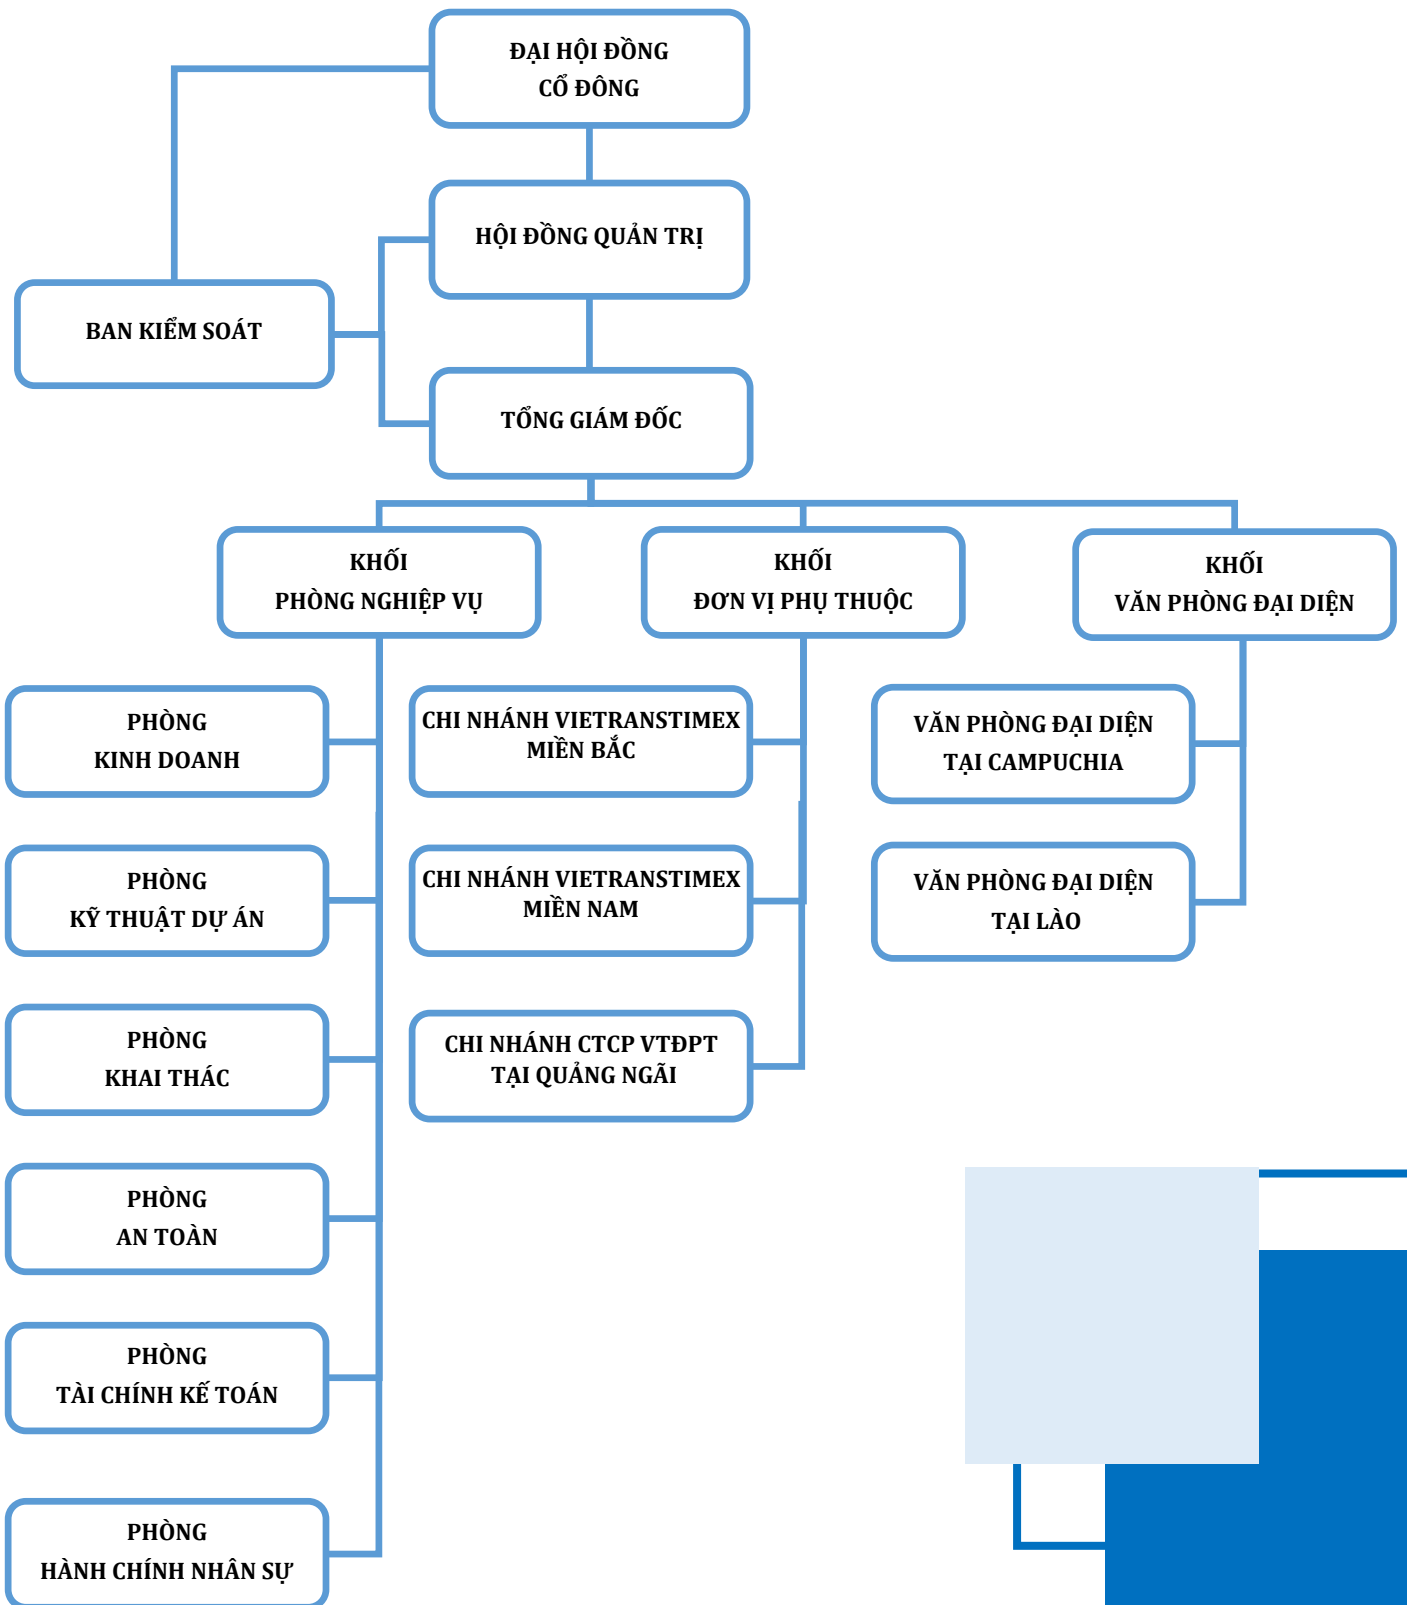 ĐẠI HỘI ĐỒNG
CỔ ĐÔNG
HỘI ĐỒNG QUẢN TRỊ
BAN KIỂM SOÁT
TỔNG GIÁM ĐỐC
KHỐI
PHÒNG NGHIỆP VỤ
KHỐI
ĐƠN VỊ PHỤ THUỘC
KHỐI
VĂN PHÒNG ĐẠI DIỆN
PHÒNG
KINH DOANH
CHI NHÁNH VIETRANSTIMEX
MIỀN BẮC
VĂN PHÒNG ĐẠI DIỆN
TẠI CAMPUCHIA
PHÒNG
KỸ THUẬT DỰ ÁN
CHI NHÁNH VIETRANSTIMEX
MIỀN NAM
VĂN PHÒNG ĐẠI DIỆN
TẠI LÀO
PHÒNG
KHAI THÁC
CHI NHÁNH CTCP VTĐPT
TẠI QUẢNG NGÃI
PHÒNG
AN TOÀN
PHÒNG
TÀI CHÍNH KẾ TOÁN
PHÒNG
HÀNH CHÍNH NHÂN SỰ